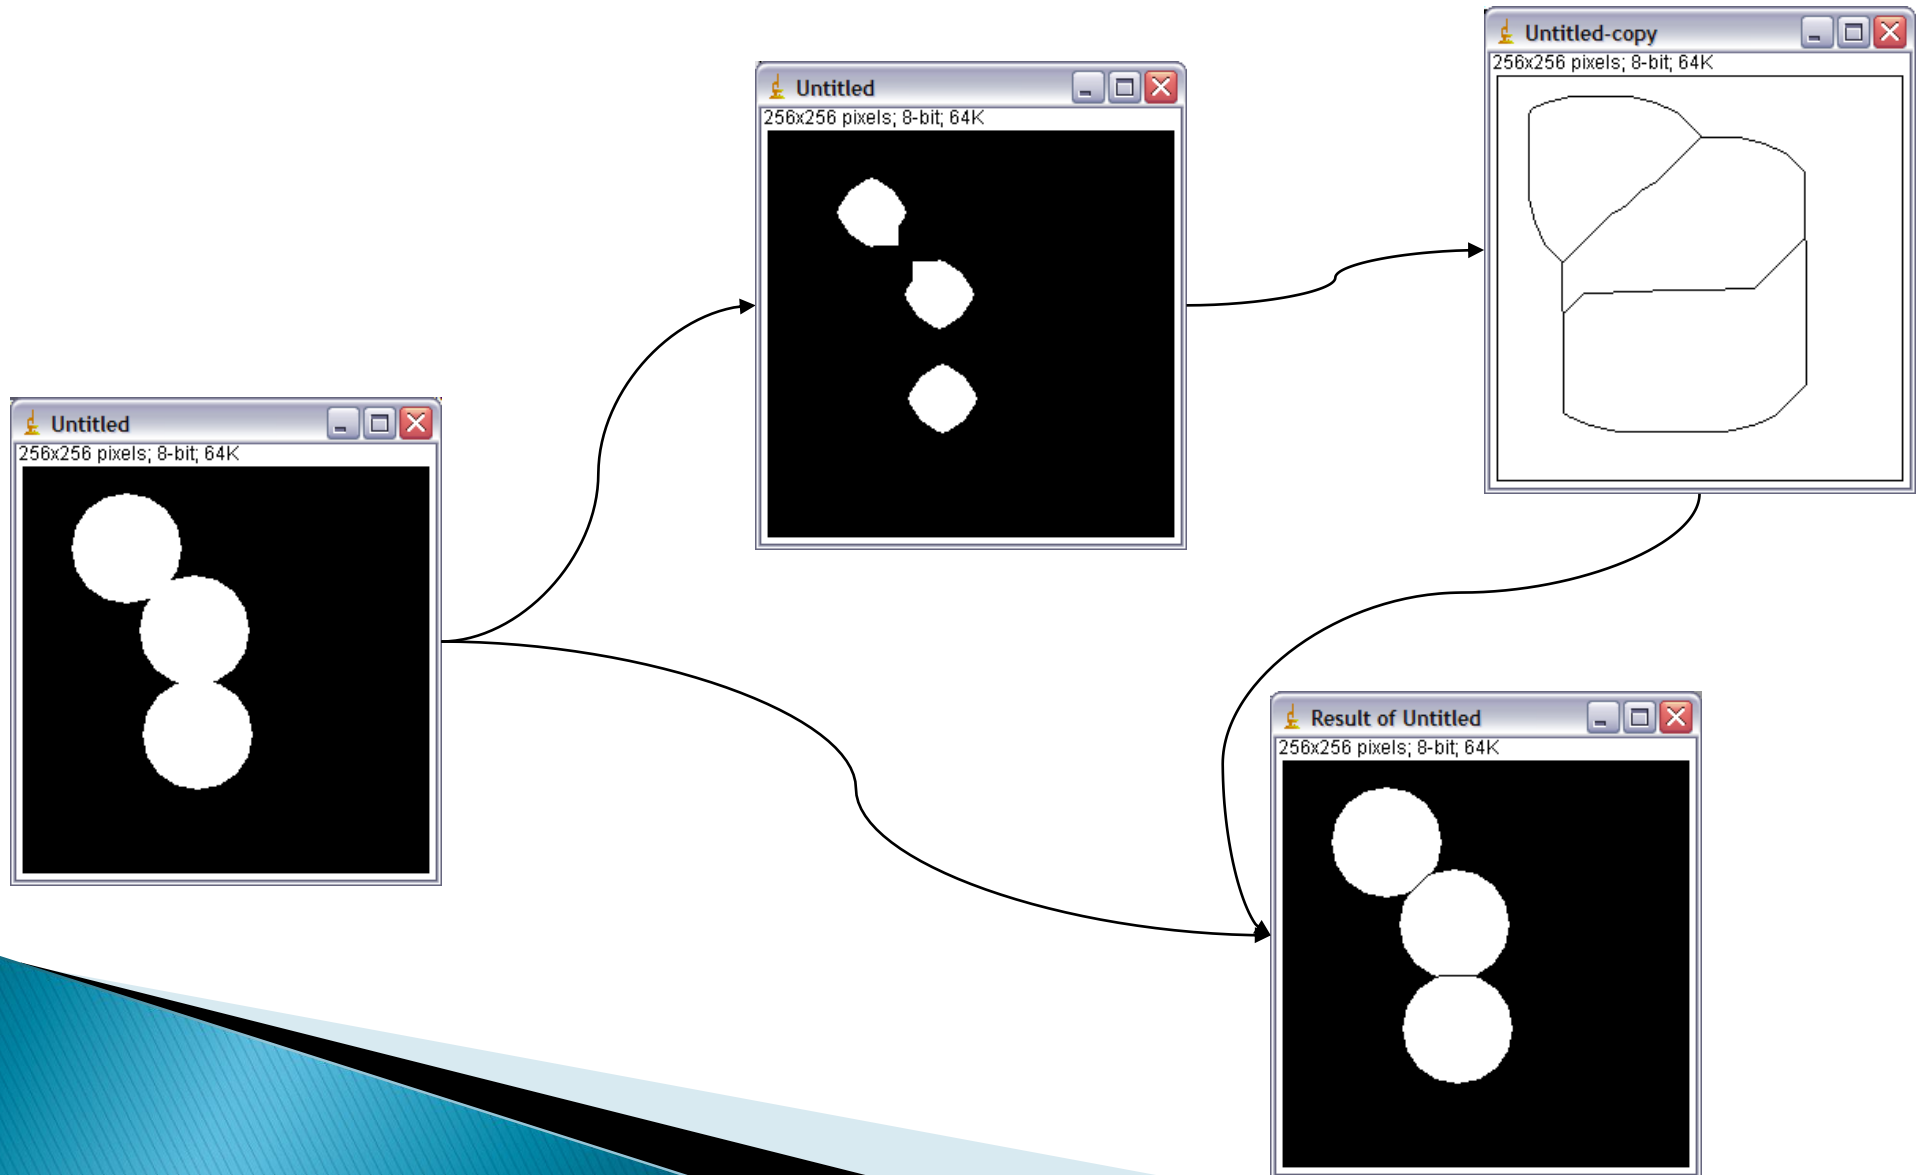 Untitled-copy
256x256 pixels; 8-bit; 64K
Untitled
256x256 pixels; 8-bit; 64K
Untitled
256x256 pixels; 8-bit; 64K
Result of Untitled
256x256 pixels; 8-bit; 64K